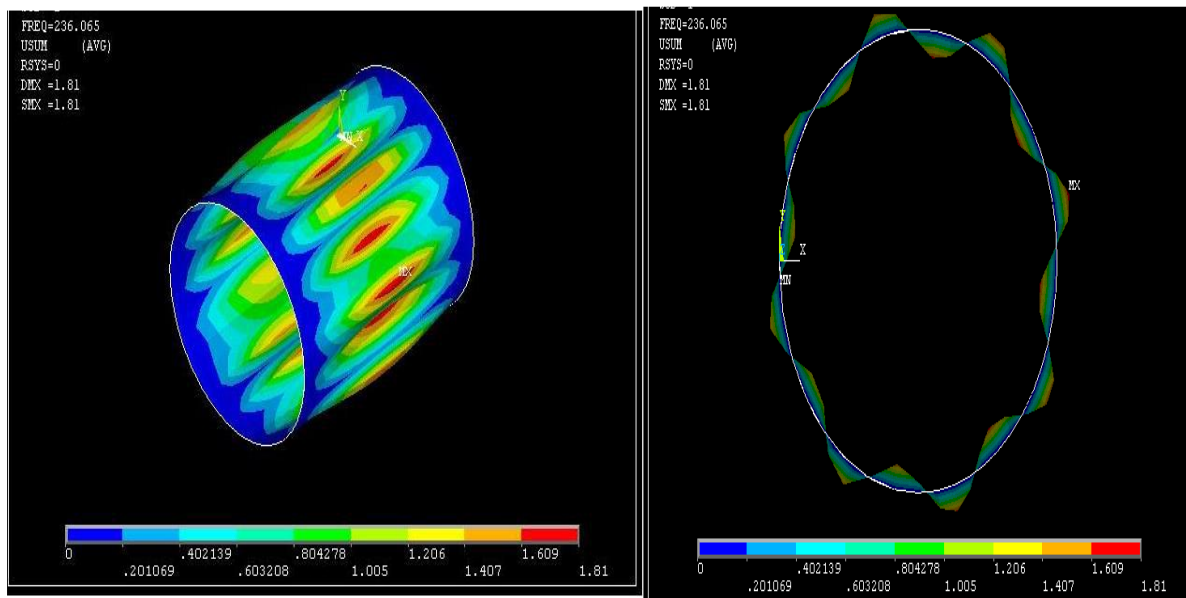 FREQ=236.065
USUM (AVG)
RSYS=0
DMX =1.81
SMX =1.81
Y
MN X
MX
0 .402139 .804278 1.206 1.609
.201069 .603208 1.005 1.407 1.81
FREQ=236.065
USUM (AVG)
RSYS=0
DMX =1.81
SMX =1.81
MX
Y
X
MN
0 .402139 .804278 1.206 1.609
.201069 .603208 1.005 1.407 1.81